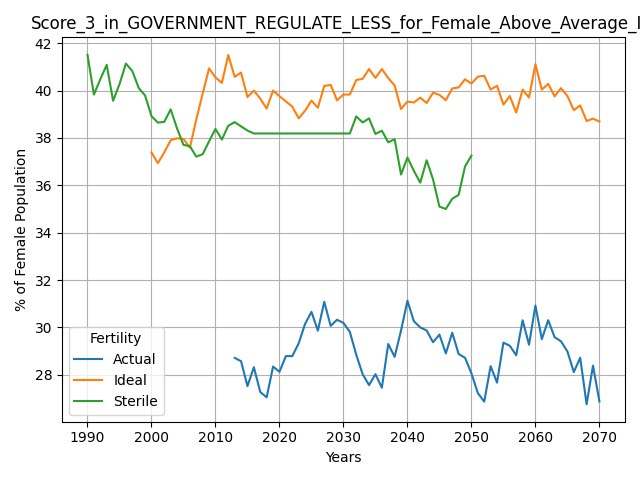 Score_3_in_GOVERNMENT_REGULATE_LESS_for_Female_Above_Average_I
42
40
38
36
34
32
30
28
% of Female Population
Fertility
Actual
Ideal
Sterile
1990 2000 2010 2020 2030 2040 2050 2060 2070
Years